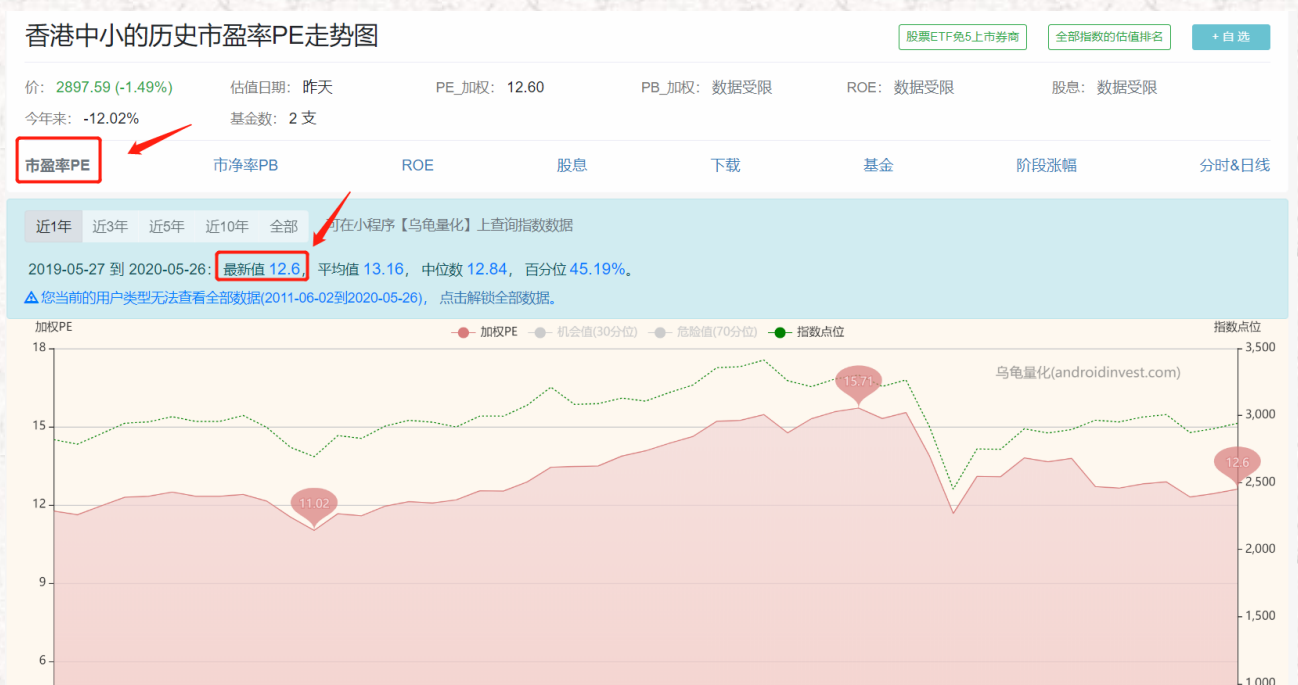 香港中小的历史市盈率PE走势图
股票ETF免5上市券商 全部指数的估值排名 + 自 选
价: 2897.59 (-1.49%) 估值日期: 昨天 PE_加权: 12.60 PB_加权: 数据受限 ROE: 数据受限 股息: 数据受限
今年来: -12.02% 基金数: 2 支
市盈率PE 市净率PB ROE 股息 下载 基金 阶段涨幅 分时&日线
近1年 近3年 近5年 近10年 全部 可在小程序【乌龟量化】上查询指数数据
2019-05-27 到 2020-05-26: 最新值 12.6, 平均值 13.16, 中位数 12.84, 百分位 45.19%。
您当前的用户类型无法查看全部数据(2011-06-02到2020-05-26), 点击解锁全部数据。
加权PE 加权PE 机会值(30分位) 危险值(70分位) 指数点位 指数点位
18 3,500
乌龟量化(androidinvest.com)
15.71
15 3,000
12.6
2,500
12 11.02
2,000
9
1,500
6
1,000